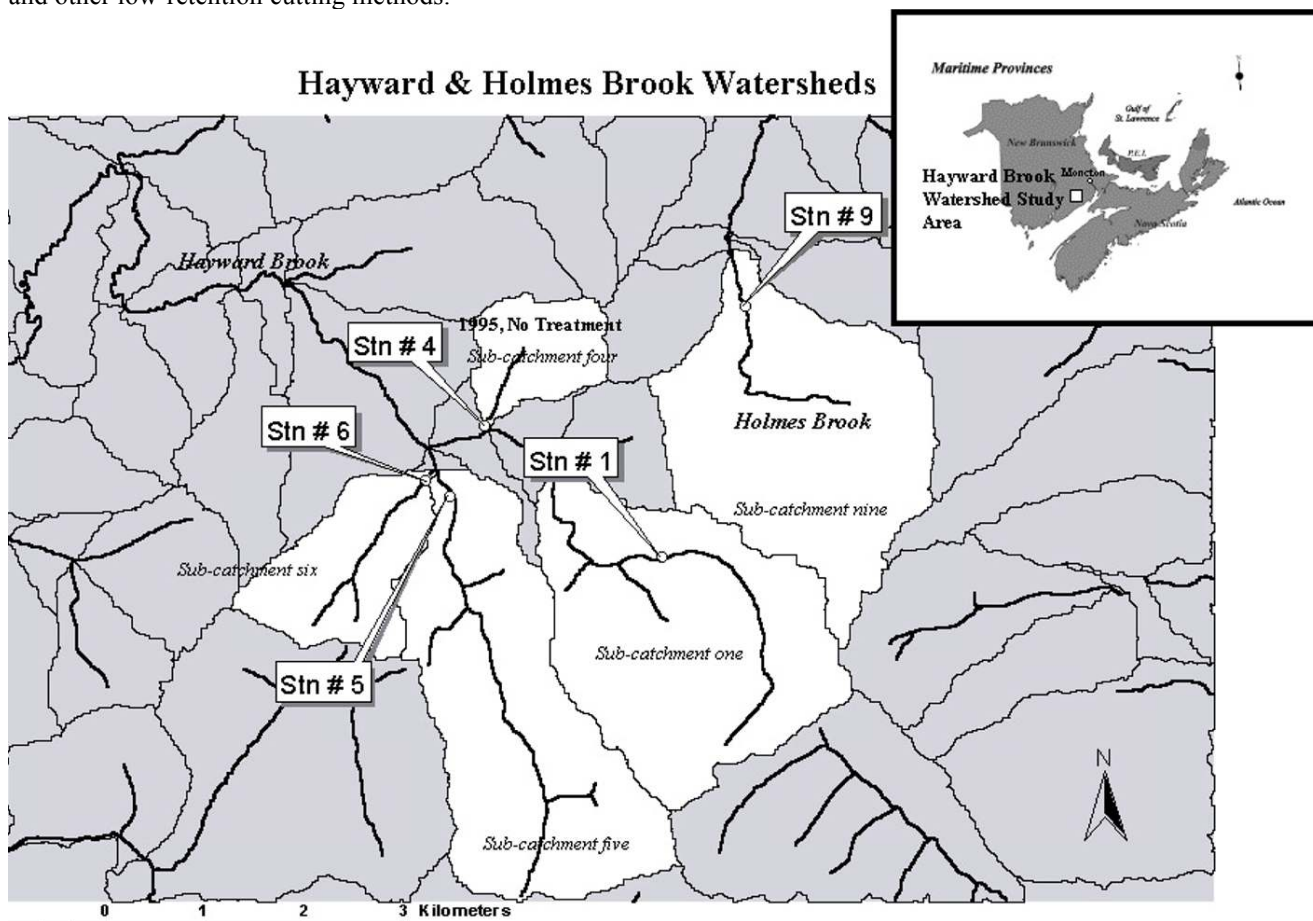 and other low-retention cutting methods.
Hayward & Holmes Brook Watersheds
Maritime Provinces
N
Gulf of
St. Lawrence
New Brunswick
P.E.I.
Moncton
Hayward Brook
Watershed Study
Area
Atlantic Ocean
Nova Scotia
Stn # 9
Hayward Brook
1995, No Treatment
Stn # 4
Sub-catchment four
Stn # 6
Holmes Brook
Stn # 1
Sub-catchment nine
Sub-catchment six
Sub-catchment one
Stn # 5
N
Sub-catchment five
0 1 2 3 Kilometers